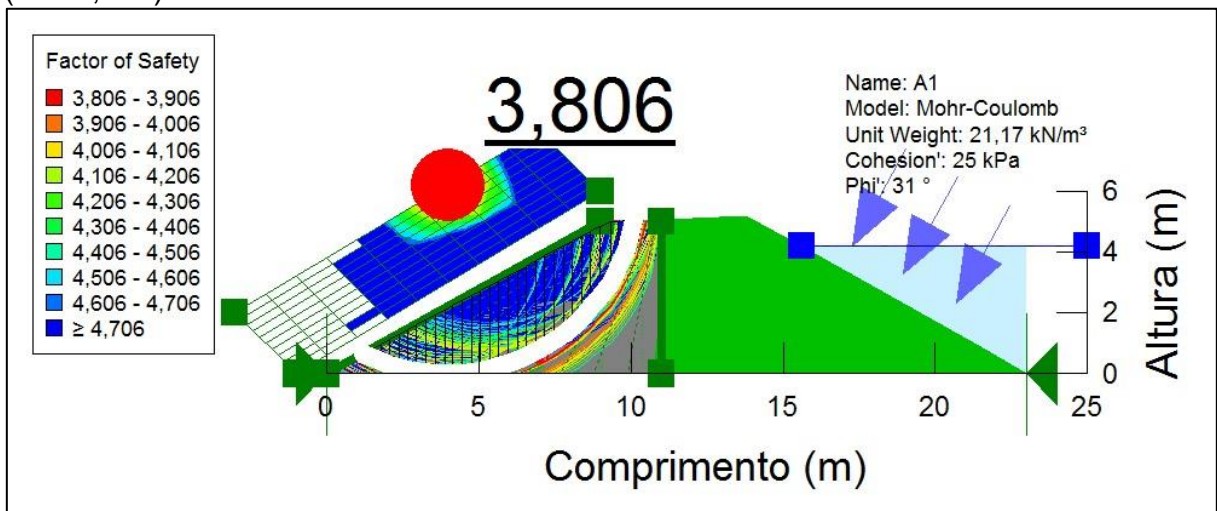 Factor of Safety
3,806 - 3,906
3,906 - 4,006
4,006 - 4,106
4,106 - 4,206
4,206 - 4,306
4,306 - 4,406
4,406 - 4,506
4,506 - 4,606
4,606 - 4,706
≥ 4,706
3,806
Name: A1
Model: Mohr-Coulomb
Unit Weight: 21,17 kN/m³
Cohesion': 25 kPa
Phi': 31 °
6
4
2
0
Altura (m)
0 5 10 15 20 25
Comprimento (m)